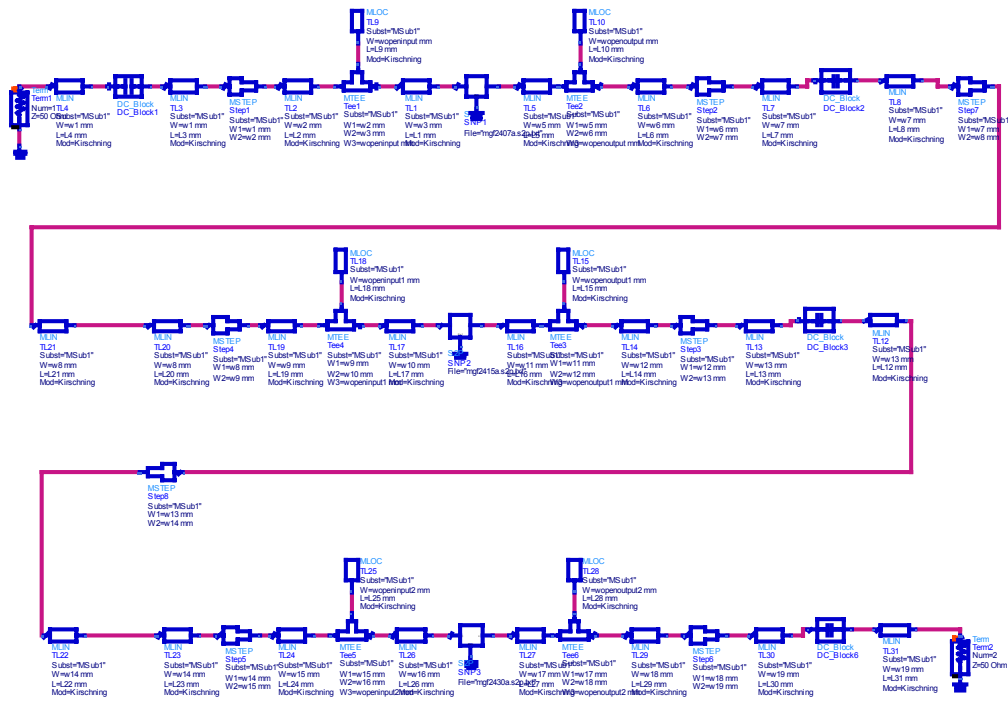 MLOC
TL9
Subst="MSub1"
W=wopeninput mm
L=L9 mm
Mod=Kirschning
MLOC
TL10
Subst="MSub1"
W=wopenoutput mm
L=L10 mm
Mod=Kirschning
Term
Term1
Num=1
MLIN
TL4
Subst="MSub1"
W=w1 mm
L=L4 mm
Mod=Kirschning
DC_Block
DC_Block1
MLIN
TL3
Subst="MSub1"
W=w1 mm
L=L3 mm
Mod=Kirschning
MSTEP
Step1
Subst="MSub1"
W1=w1 mm
W2=w2 mm
MLIN
TL2
Subst="MSub1"
W=w2 mm
L=L2 mm
Mod=Kirschning
MTEE
Tee1
Subst="MSub1"
W1=w2 mm
W2=w3 mm
W3=wopeninput mm
MLIN
TL1
Subst="MSub1"
W=w3 mm
L=L1 mm
Mod=Kirschning
SNP1
File="mgf2407a.s2p
MLIN
TL5
Subst="MSub1"
W=w5 mm
Mod=Kirschning
MTEE
Tee2
Subst="MSub1"
W1=w5 mm
W2=w6 mm
W3=wopenoutput mm
MLIN
TL6
Subst="MSub1"
W=w6 mm
L=L6 mm
Mod=Kirschning
MSTEP
Step2
Subst="MSub1"
W1=w6 mm
W2=w7 mm
MLIN
TL7
Subst="MSub1"
W=w7 mm
L=L7 mm
Mod=Kirschning
DC_Block
DC_Block2
MLIN
TL8
Subst="MSub1"
W=w7 mm
L=L8 mm
Mod=Kirschning
MSTEP
Step7
Subst="MSub1"
W1=w7 mm
W2=w8 mm
MLOC
TL18
Subst="MSub1"
W=wopeninput1 mm
L=L18 mm
Mod=Kirschning
MLOC
TL15
Subst="MSub1"
W=wopenoutput1 mm
L=L15 mm
Mod=Kirschning
MLIN
TL21
Subst="MSub1"
W=w8 mm
L=L21 mm
Mod=Kirschning
MLIN
TL20
Subst="MSub1"
W=w8 mm
L=L20 mm
Mod=Kirschning
MSTEP
Step4
Subst="MSub1"
W1=w8 mm
W2=w9 mm
MLIN
TL19
Subst="MSub1"
W=w9 mm
L=L19 mm
Mod=Kirschning
MTEE
Tee4
Subst="MSub1"
W1=w9 mm
W2=w10 mm
W3=wopeninput1 mm
MLIN
TL17
Subst="MSub1"
W=w10 mm
L=L17 mm
Mod=Kirschning
SNP2
File="mgf2415a.s2p
MLIN
TL16
Subst="MSub1"
W=w11 mm
Mod=Kirschning
MTEE
Tee3
W1=w11 mm
W2=w12 mm
W3=wopenoutput1 mm
MLIN
TL14
Subst="MSub1"
W=w12 mm
L=L14 mm
Mod=Kirschning
MSTEP
Step3
Subst="MSub1"
W1=w12 mm
W2=w13 mm
MLIN
TL13
Subst="MSub1"
W=w13 mm
L=L13 mm
Mod=Kirschning
DC_Block
DC_Block3
MLIN
TL12
Subst="MSub1"
W=w13 mm
L=L12 mm
Mod=Kirschning
MSTEP
Step8
Subst="MSub1"
W1=w13 mm
W2=w14 mm
MLOC
TL25
Subst="MSub1"
W=wopeninput2 mm
L=L25 mm
Mod=Kirschning
MLOC
TL28
Subst="MSub1"
W=wopenoutput2 mm
L=L28 mm
Mod=Kirschning
MLIN
TL22
Subst="MSub1"
W=w14 mm
L=L22 mm
Mod=Kirschning
MLIN
TL23
Subst="MSub1"
W=w14 mm
L=L23 mm
Mod=Kirschning
MSTEP
Step5
Subst="MSub1"
W1=w14 mm
W2=w15 mm
MLIN
TL24
Subst="MSub1"
W=w15 mm
L=L24 mm
Mod=Kirschning
MTEE
Tee5
Subst="MSub1"
W1=w15 mm
W2=w16 mm
W3=wopeninput2 mm
MLIN
TL26
Subst="MSub1"
W=w16 mm
L=L26 mm
Mod=Kirschning
SNP3
File="mgf2430a.s2p
MLIN
TL27
Subst="MSub1"
W=w17 mm
Mod=Kirschning
MTEE
Tee6
Subst="MSub1"
W1=w17 mm
W2=w18 mm
W3=wopenoutput2 mm
MLIN
TL29
Subst="MSub1"
W=w18 mm
L=L29 mm
Mod=Kirschning
MSTEP
Step6
Subst="MSub1"
W1=w18 mm
W2=w19 mm
MLIN
TL30
Subst="MSub1"
W=w19 mm
L=L30 mm
Mod=Kirschning
DC_Block
DC_Block6
MLIN
TL31
Subst="MSub1"
W=w19 mm
L=L31 mm
Mod=Kirschning
Term
Term2
Num=2
Z=50 Ohm